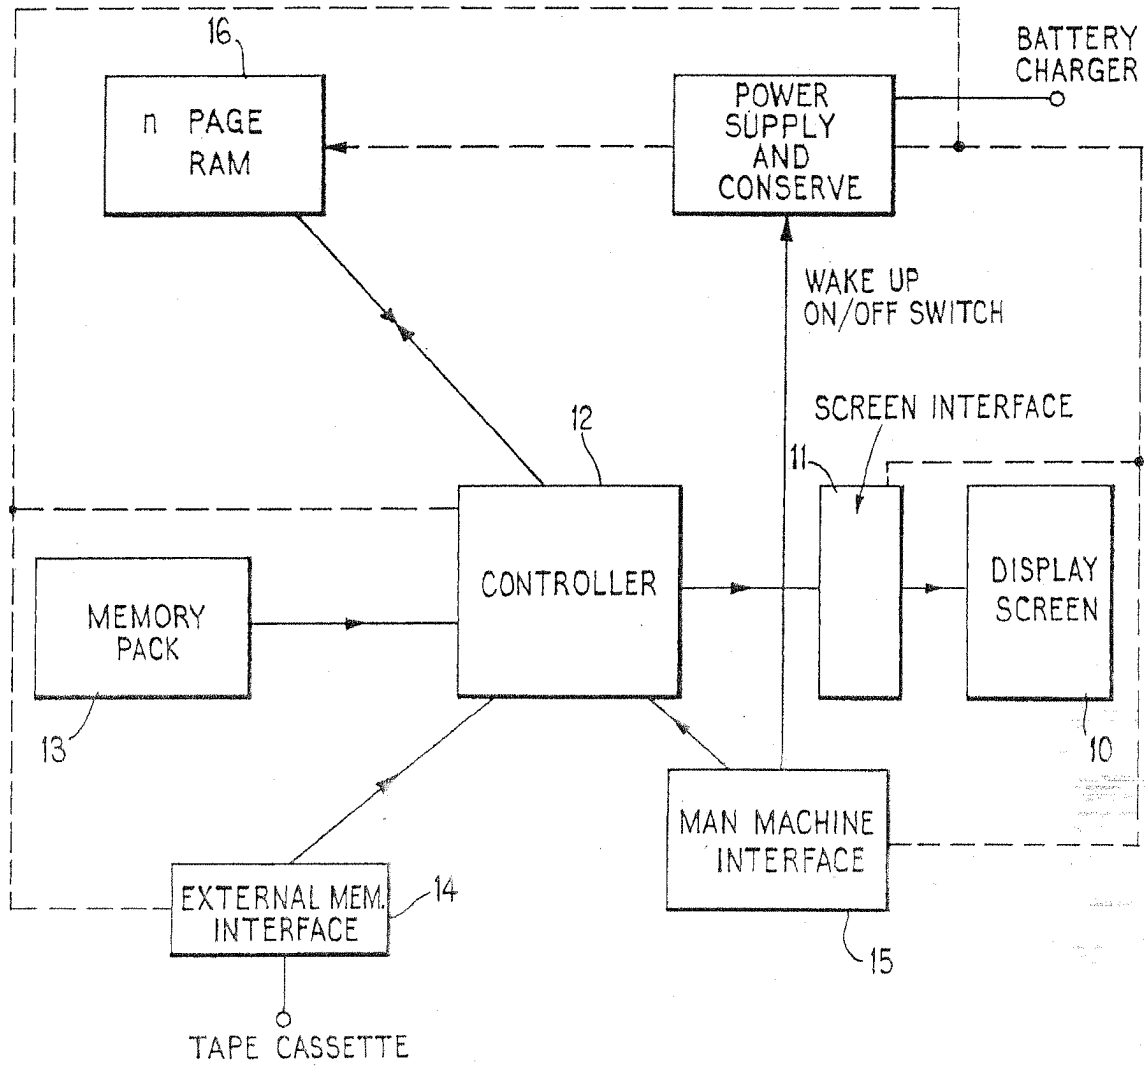 16
BATTERY
CHARGER
n PAGE
RAM
POWER
SUPPLY
AND
CONSERVE
WAKE UP
ON/OFF SWITCH
SCREEN INTERFACE
12
11
CONTROLLER
DISPLAY
SCREEN
MEMORY
PACK
13
10
MAN MACHINE
INTERFACE
EXTERNAL MEM.
INTERFACE
14
15
TAPE CASSETTE